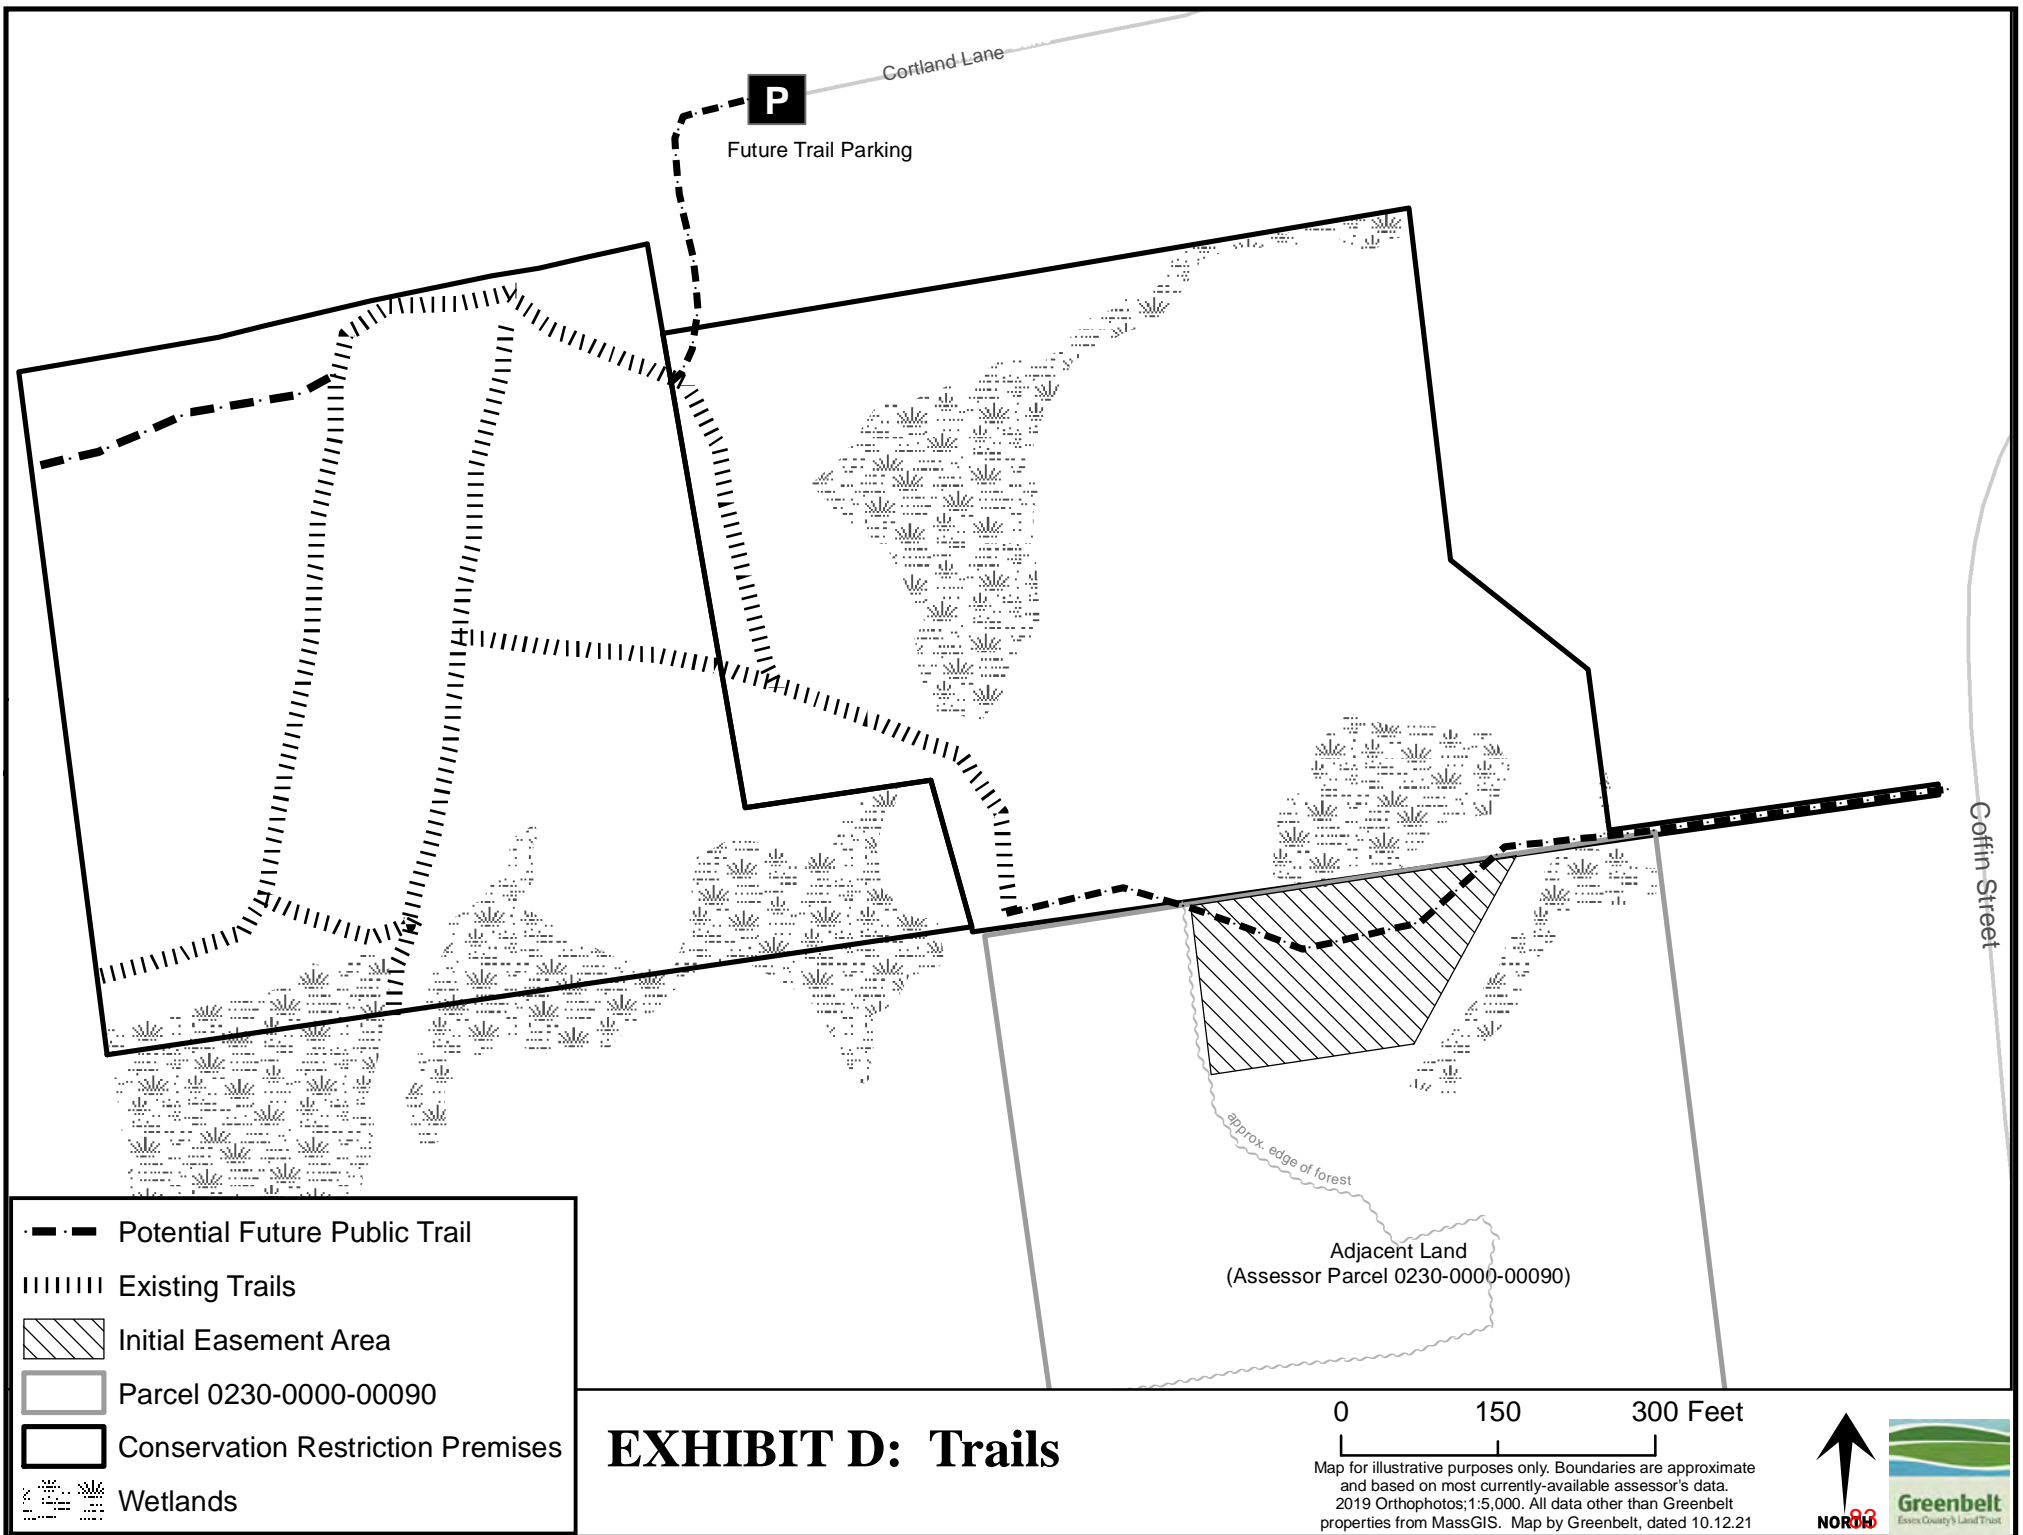 Cortland Lane
P
Future Trail Parking
Coffin Street
approx. edge of forest
Adjacent Land
(Assessor Parcel 0230-0000-00090)
Potential Future Public Trail
Existing Trails
Initial Easement Area
Parcel 0230-0000-00090
Conservation Restriction Premises
Wetlands
EXHIBIT D: Trails
0 150 300 Feet
Map for illustrative purposes only. Boundaries are approximate
and based on most currently-available assessor's data.
2019 Orthophotos;1:5,000. All data other than Greenbelt
properties from MassGIS. Map by Greenbelt, dated 10.12.21
NORTH
83
Greenbelt
Essex County's Land Trust